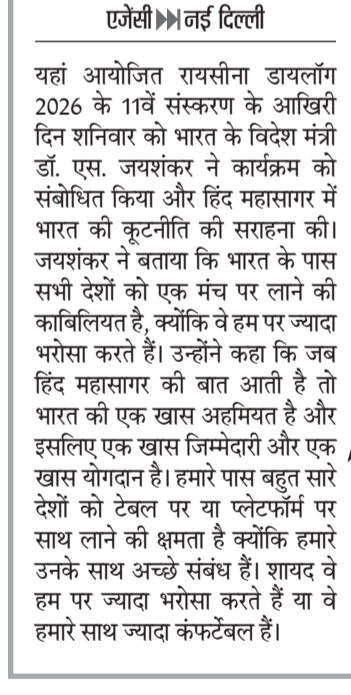 एजेंसी▶▶नई दिल्ली
यहां आयोजित रायसीना डायलॉग
2026 के 11वें संस्करण के आखिरी
दिन शनिवार को भारत के विदेश मंत्री
डॉ. एस. जयशंकर ने कार्यक्रम को
संबोधित किया और हिंद महासागर में
भारत की कूटनीति की सराहना की।
जयशंकर ने बताया कि भारत के पास
सभी देशों को एक मंच पर लाने की
काबिलियत है, क्योंकि वे हम पर ज्यादा
भरोसा करते हैं। उन्होंने कहा कि जब
हिंद महासागर की बात आती है तो
भारत की एक खास अहमियत है और
इसलिए एक खास जिम्मेदारी और एक
खास योगदान है। हमारे पास बहुत सारे
देशों को टेबल पर या प्लेटफॉर्म पर
साथ लाने की क्षमता है क्योंकि हमारे
उनके साथ अच्छे संबंध हैं। शायद वे
हम पर ज्यादा भरोसा करते हैं या वे
हमारे साथ ज्यादा कंफर्टेबल हैं।